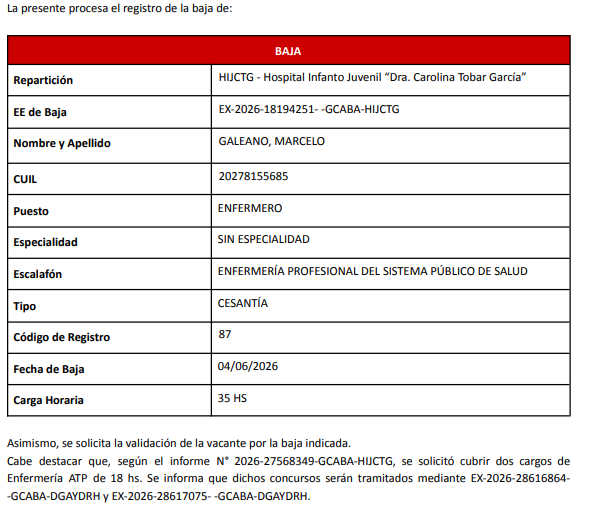 La presente procesa el registro de la baja de:
BAJA
Repartición HIJCTG - Hospital Infanto Juvenil “Dra. Carolina Tobar García”
EE de Baja EX-2026-18194251- -GCABA-HIJCTG
Nombre y Apellido GALEANO, MARCELO
CUIL 20278155685
Puesto ENFERMERO
Especialidad SIN ESPECIALIDAD
Escalafón ENFERMERÍA PROFESIONAL DEL SISTEMA PÚBLICO DE SALUD
Tipo CESANTÍA
Código de Registro 87
Fecha de Baja 04/06/2026
Carga Horaria 35 HS
Asimismo, se solicita la validación de la vacante por la baja indicada.
Cabe destacar que, según el informe N° 2026-27568349-GCABA-HIJCTG, se solicitó cubrir dos cargos de
Enfermería ATP de 18 hs. Se informa que dichos concursos serán tramitados mediante EX-2026-28616864-
-GCABA-DGAYDRH y EX-2026-28617075- -GCABA-DGAYDRH.